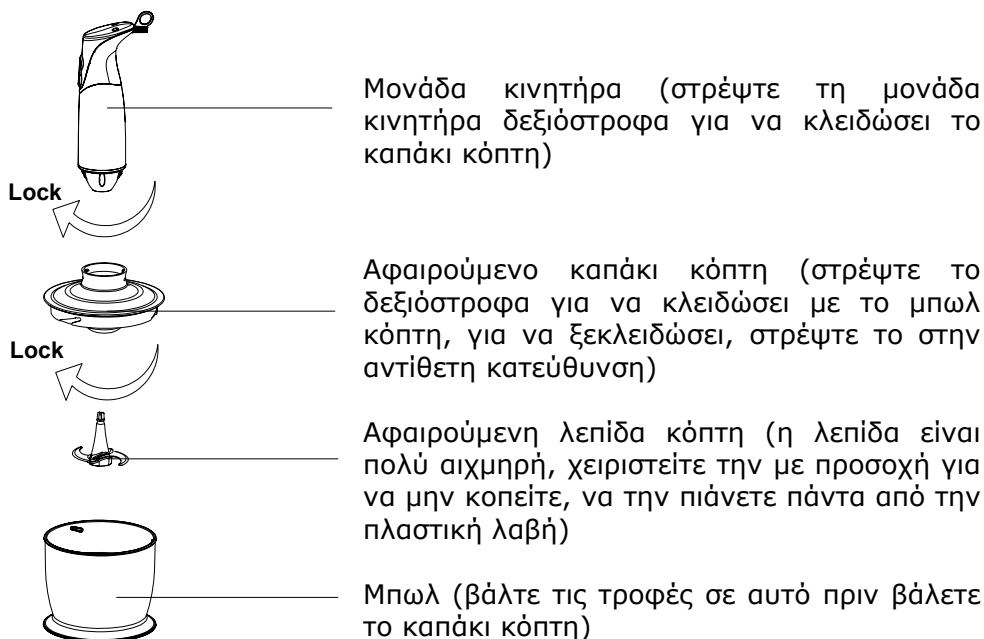 Μονάδα κινητήρα (στρέψτε τη μονάδα
κινητήρα δεξιόστροφα για να κλειδώσει το
καπάκι κόπτη)
Lock
Αφαιρούμενο καπάκι κόπτη (στρέψτε το
δεξιόστροφα για να κλειδώσει με το μπωλ
κόπτη, για να ξεκλειδώσει, στρέψτε το στην
αντίθετη κατεύθυνση)
Lock
Αφαιρούμενη λεπίδα κόπτη (η λεπίδα είναι
πολύ αιχμηρή, χειριστείτε την με προσοχή για
να μην κοπείτε, να την πιάνετε πάντα από την
πλαστική λαβή)
Μπωλ (βάλτε τις τροφές σε αυτό πριν βάλετε
το καπάκι κόπτη)